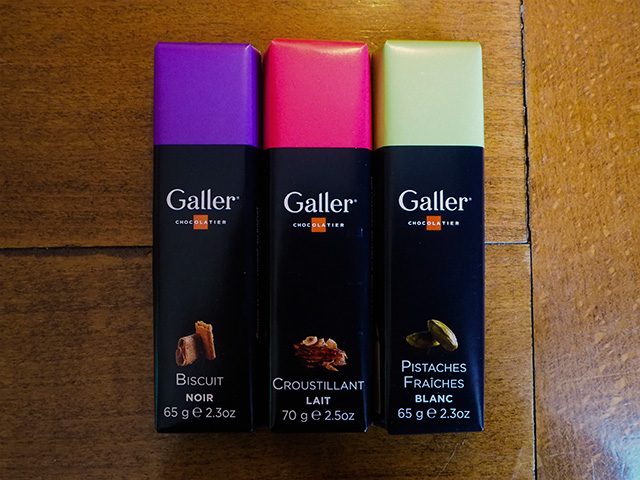 Galler®
CHOCOLATIER
BISCUIT
NOIR
65 g e 2.3oz
Galler®
CHOCOLATIER
CROUSTILLANT
LAIT
70 g e 2.5oz
Galler®
CHOCOLATIER
PISTACHES
FRAÎCHES
BLANC
65 g e 2.3oz